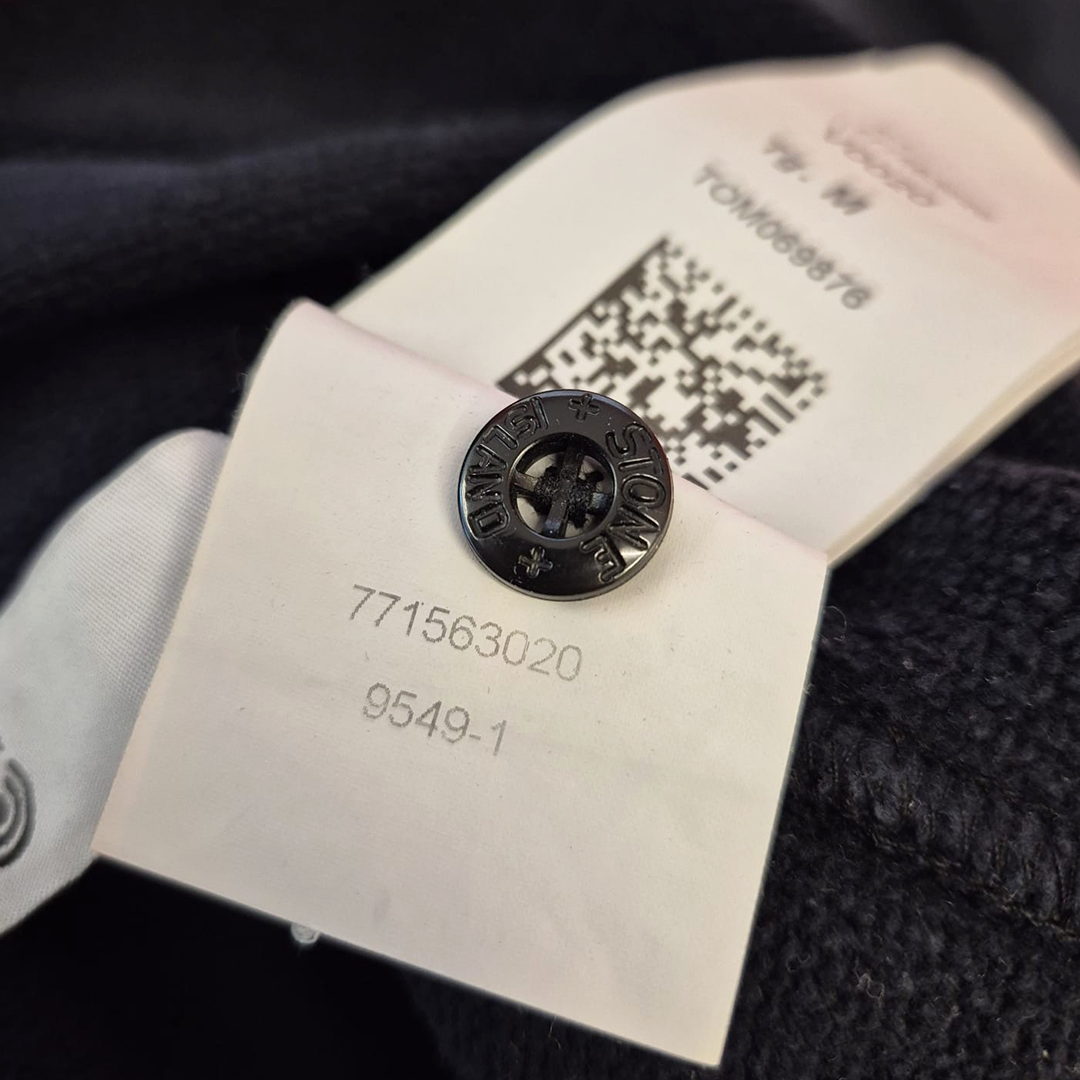 TG. M
TOM069876
STONE + ISLAND +
771563020
9549-1